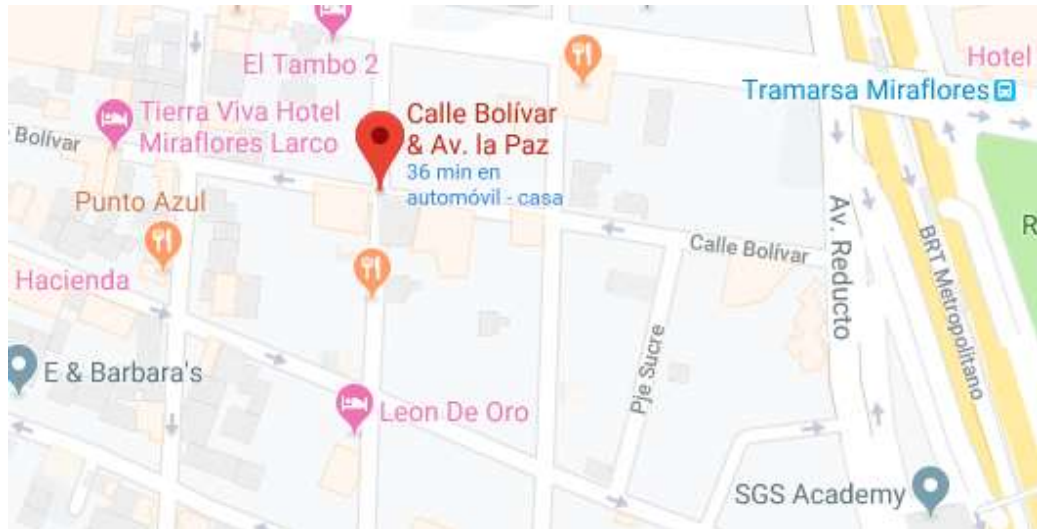 El Tambo 2
Hotel
Tramarsa Miraflores
Tierra Viva Hotel
Miraflores Larco
Calle Bolívar
& Av. la Paz
36 min en
automóvil - casa
Bolívar
Punto Azul
Calle Bolívar
Av. Reducto
BRT Metropolitano
R
Hacienda
Pje Sucre
E & Barbara's
Leon De Oro
SGS Academy